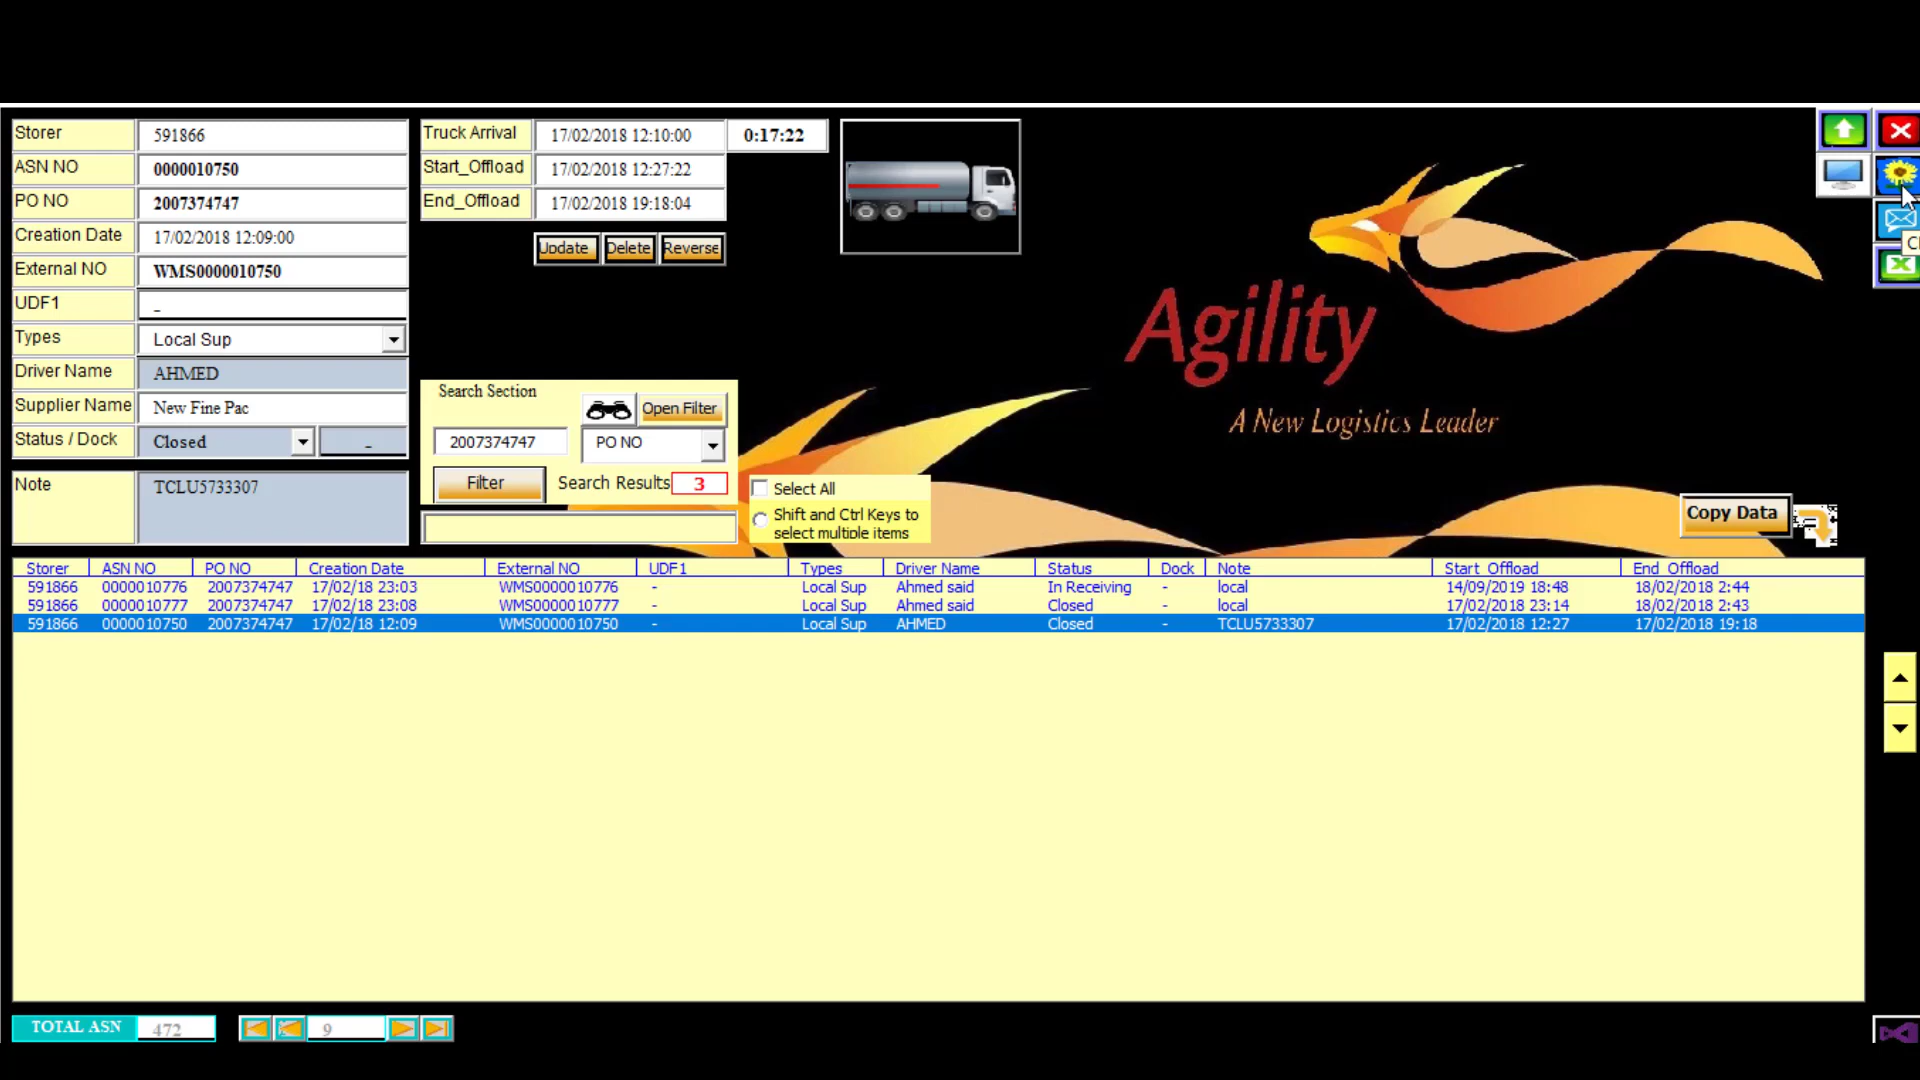 Storer 591866
ASN NO 0000010750
PO NO 2007374747
Creation Date 17/02/2018 12:09:00
External NO WMS0000010750
UDF1 -
Types Local Sup
Driver Name AHMED
Supplier Name New Fine Pac
Status / Dock Closed -
Note TCLU5733307
Truck Arrival 17/02/2018 12:10:00 0:17:22
Start_Offload 17/02/2018 12:27:22
End_Offload 17/02/2018 19:18:04
Update Delete Reverse
Search Section
Open Filter
2007374747 PO NO
Filter Search Results 3
Select All
Shift and Ctrl Keys to
select multiple items
Agility
A New Logistics Leader
Copy Data
Storer ASN NO PO NO Creation Date External NO UDF1 Types Driver Name Status Dock Note Start_Offload End_Offload
591866 0000010776 2007374747 17/02/18 23:03 WMS0000010776 - Local Sup Ahmed said In Receiving - local 14/09/2019 18:48 18/02/2018 2:44
591866 0000010777 2007374747 17/02/18 23:08 WMS0000010777 - Local Sup Ahmed said Closed - local 17/02/2018 23:14 18/02/2018 2:43
591866 0000010750 2007374747 17/02/18 12:09 WMS0000010750 - Local Sup AHMED Closed - TCLU5733307 17/02/2018 12:27 17/02/2018 19:18
TOTAL ASN 472 9